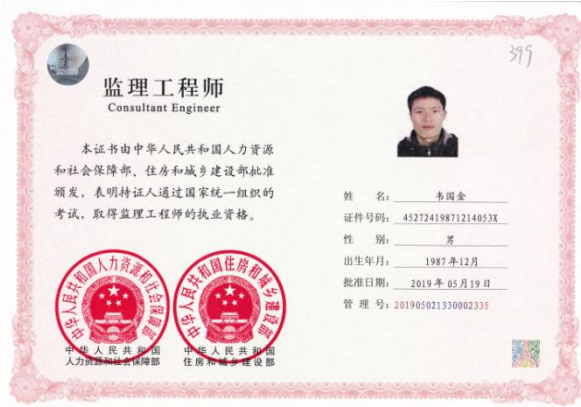 399
监理工程师
Consultant Engineer
本证书由中华人民共和国人力资源
和社会保障部、住房和城乡建设部批准
颁发，表明持证人通过国家统一组织的
考试，取得监理工程师的执业资格。
姓 名：韦国金
证件号码：45272419871214053X
性 别：男
出生年月：1987年12月
批准日期：2019年05月19日
管 理 号：201905021330002335
中华人民共和国人力资源和社会保障部
中华人民共和国住房和城乡建设部
中华人民共和国
人力资源和社会保障部
中华人民共和国
住房和城乡建设部